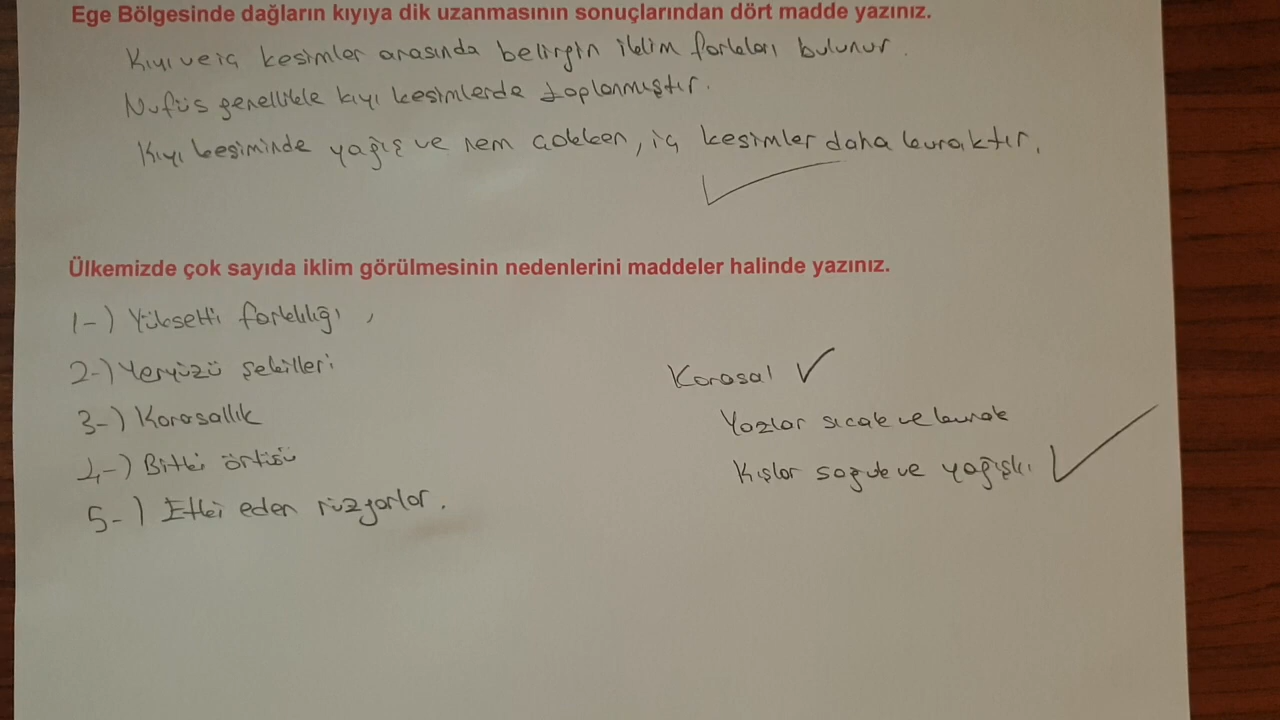 Ege Bölgesinde dağların kıyıya dik uzanmasının sonuçlarından dört madde yazınız.
Kıyı ve iç kesimler arasında belirgin iklim farkları bulunur.
Nufüs genellikle kıyı kesimlerde toplanmıştır.
Kıyı kesiminde yağış ve nem çokken, iç kesimler daha kuraktır.
Ülkemizde çok sayıda iklim görülmesinin nedenlerini maddeler halinde yazınız.
1-) Yükselti farklılığı,
2-) Yeryüzü şekilleri
3-) Karasallık
4-) Bitki örtüsü
5-) Etki eden rüzgarlar.
Karasal
Yazlar sıcak ve kurak
Kışlar soğuk ve yağışlı